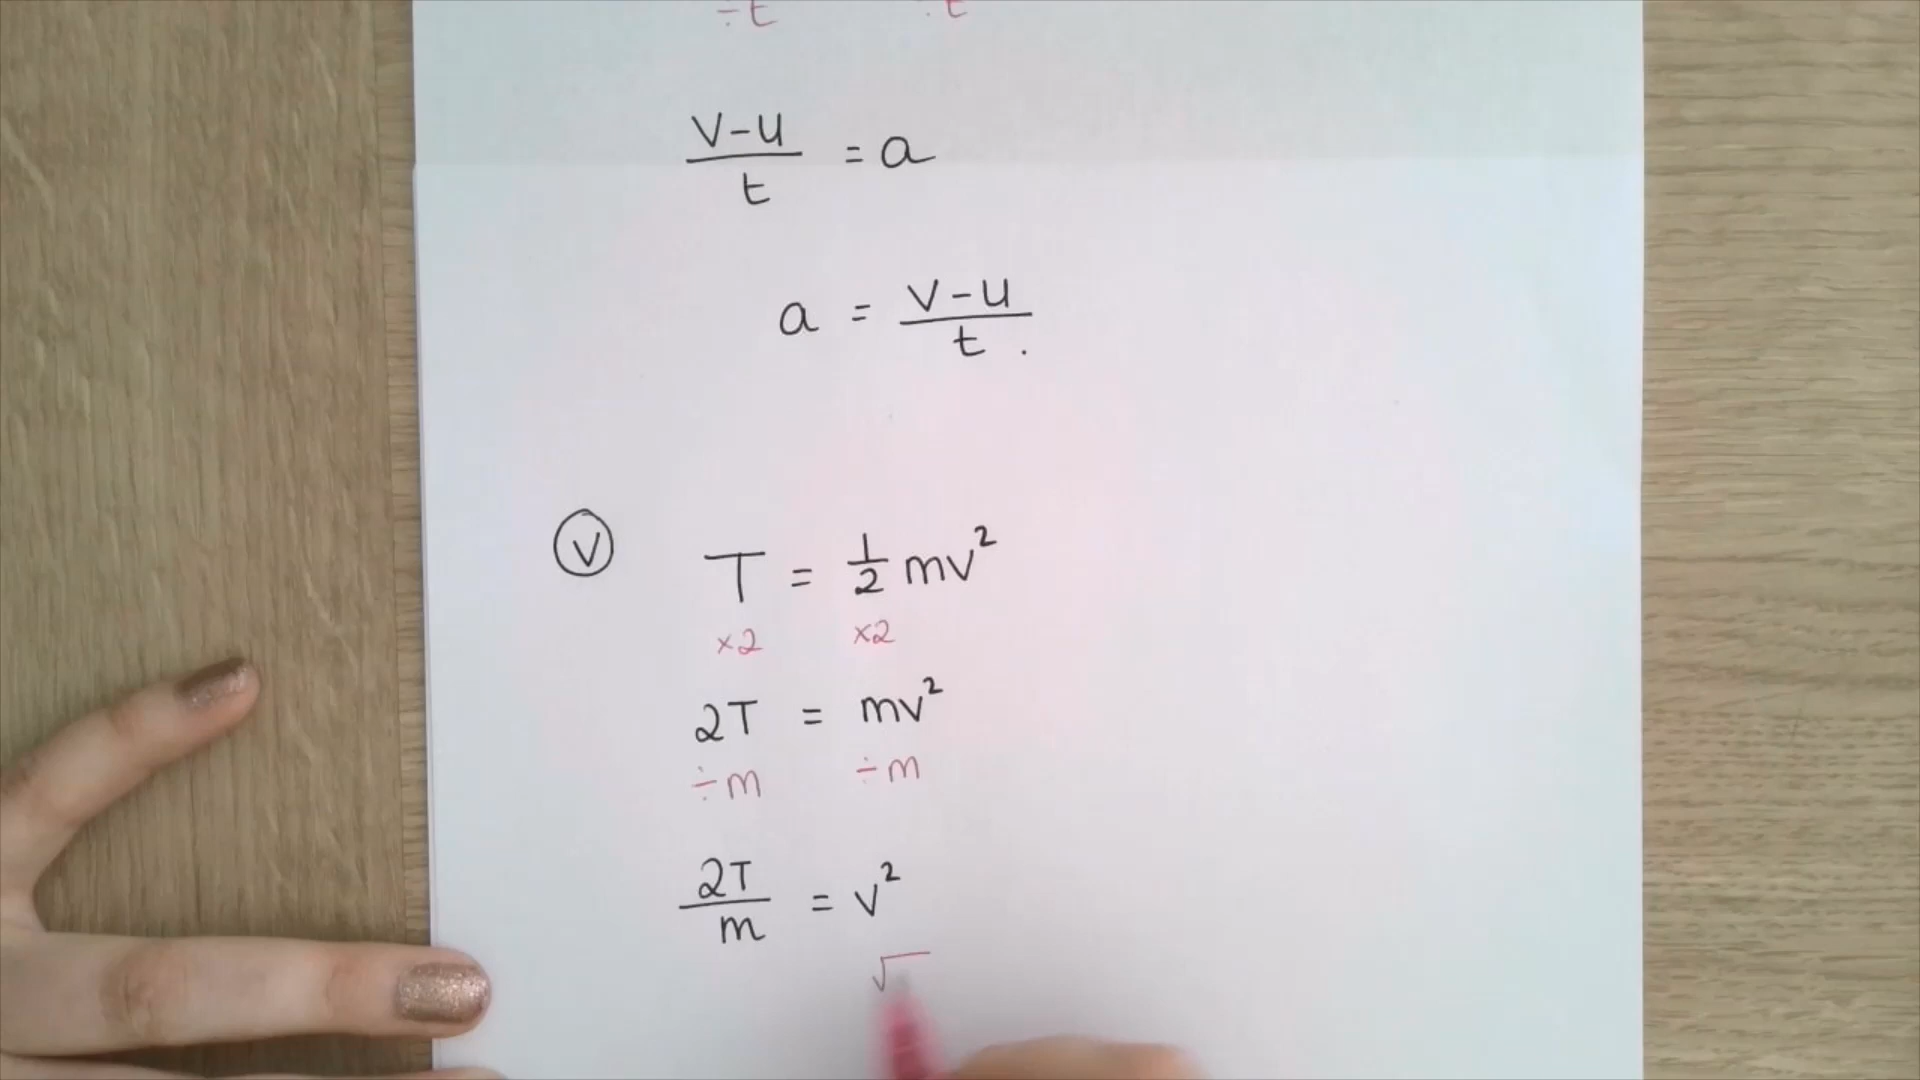 ÷t ÷t
v-u/t = a
a = v-u/t .
Ⓥ T = 1/2 mv²
×2 ×2
2T = mv²
÷m ÷m
2T/m = v²
√